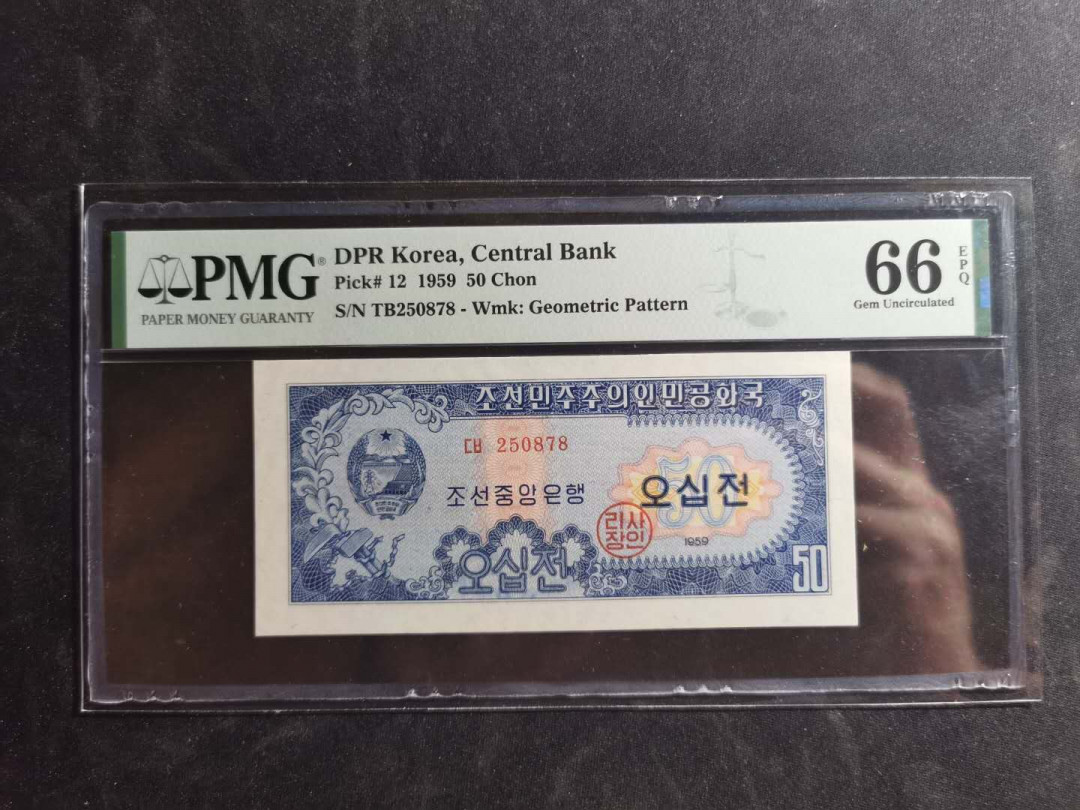 PMG®
PAPER MONEY GUARANTY
DPR Korea, Central Bank
Pick# 12 1959 50 Chon
S/N TB250878 - Wmk: Geometric Pattern
66 EPQ
Gem Uncirculated
조선민주주의인민공화국
ㄷㅂ 250878
조선중앙은행
50
오십전
리사
장인
1959
오십전
50